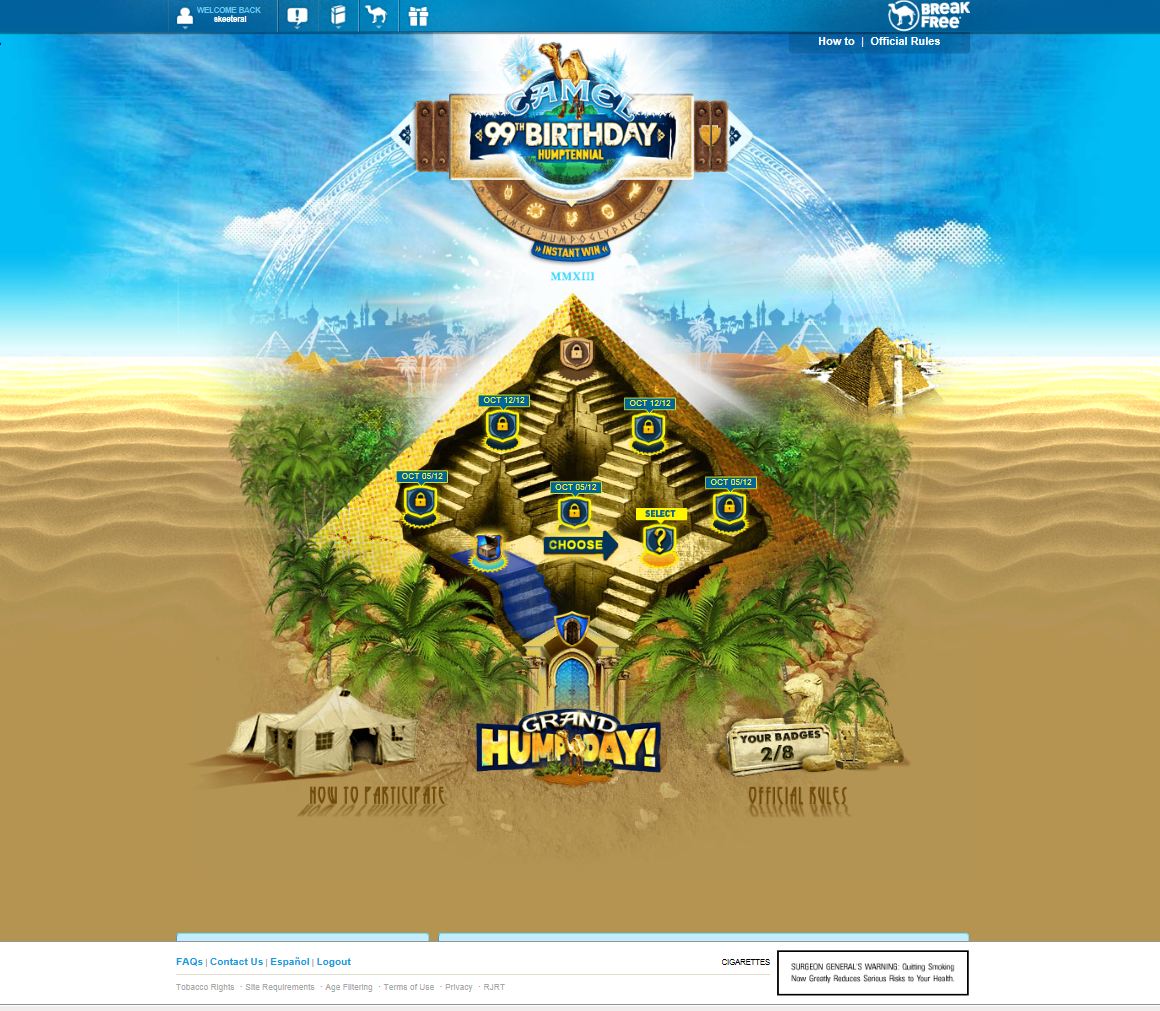 WELCOME BACK
skeeteral
BREAK
FREE®
How to | Official Rules
CAMEL
99TH BIRTHDAY
HUMPTENNIAL
CAMEL HUMPOGLYPHICS
» INSTANT WIN «
MMXIII
OCT 12/12
OCT 12/12
OCT 05/12
OCT 05/12
OCT 05/12
SELECT
?
CHOOSE
GRAND
HUMP DAY!
YOUR BADGES
2/8
HOW TO PARTICIPATE
OFFICIAL RULES
FAQs | Contact Us | Español | Logout
CIGARETTES
SURGEON GENERAL'S WARNING: Quitting Smoking
Now Greatly Reduces Serious Risks to Your Health.
Tobacco Rights · Site Requirements · Age Filtering · Terms of Use · Privacy · RJRT